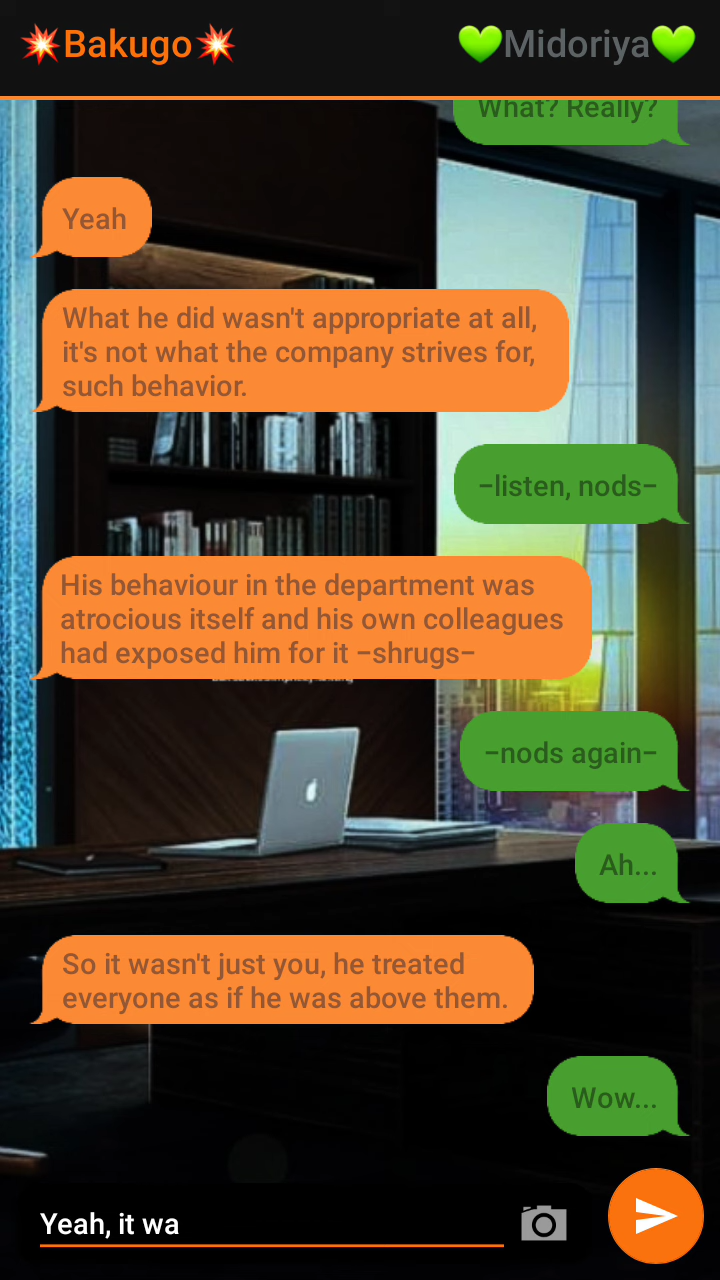 💥Bakugo💥
💚Midoriya💚
What? Really?
Yeah
What he did wasn't appropriate at all,
it's not what the company strives for,
such behavior.
–listen, nods–
His behaviour in the department was
atrocious itself and his own colleagues
had exposed him for it –shrugs–
–nods again–
Ah...
So it wasn't just you, he treated
everyone as if he was above them.
Wow...
Yeah, it wa